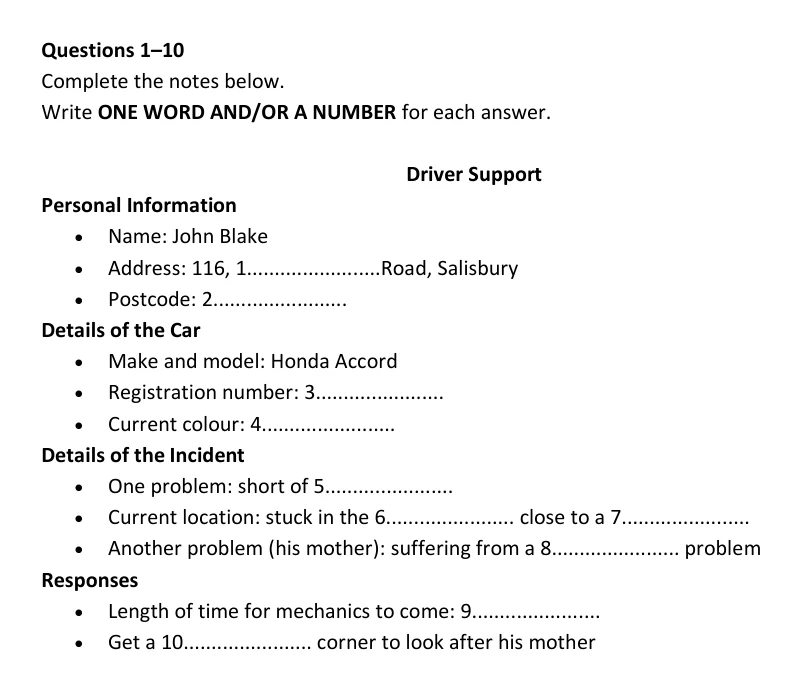 Questions 1–10
Complete the notes below.
Write ONE WORD AND/OR A NUMBER for each answer.
Driver Support
Personal Information
• Name: John Blake
• Address: 116, 1........................Road, Salisbury
• Postcode: 2........................
Details of the Car
• Make and model: Honda Accord
• Registration number: 3.......................
• Current colour: 4........................
Details of the Incident
• One problem: short of 5.......................
• Current location: stuck in the 6....................... close to a 7.......................
• Another problem (his mother): suffering from a 8....................... problem
Responses
• Length of time for mechanics to come: 9.......................
• Get a 10....................... corner to look after his mother